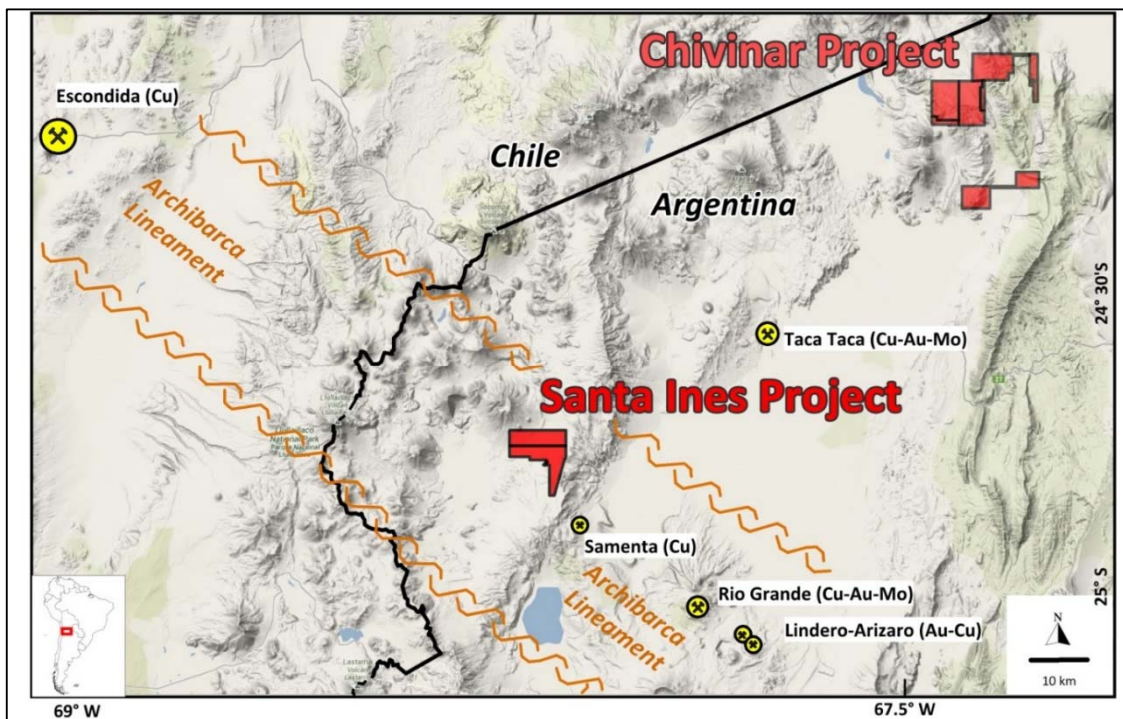 Chivinar Project
Escondida (Cu)
Chile
Argentina
Archibarca
Lineament
24° 30'S
Taca Taca (Cu-Au-Mo)
Santa Ines Project
Samenta (Cu)
Archibarca
Lineament
Rio Grande (Cu-Au-Mo)
Lindero-Arizaro (Au-Cu)
25° S
N
10 km
69° W
67.5° W